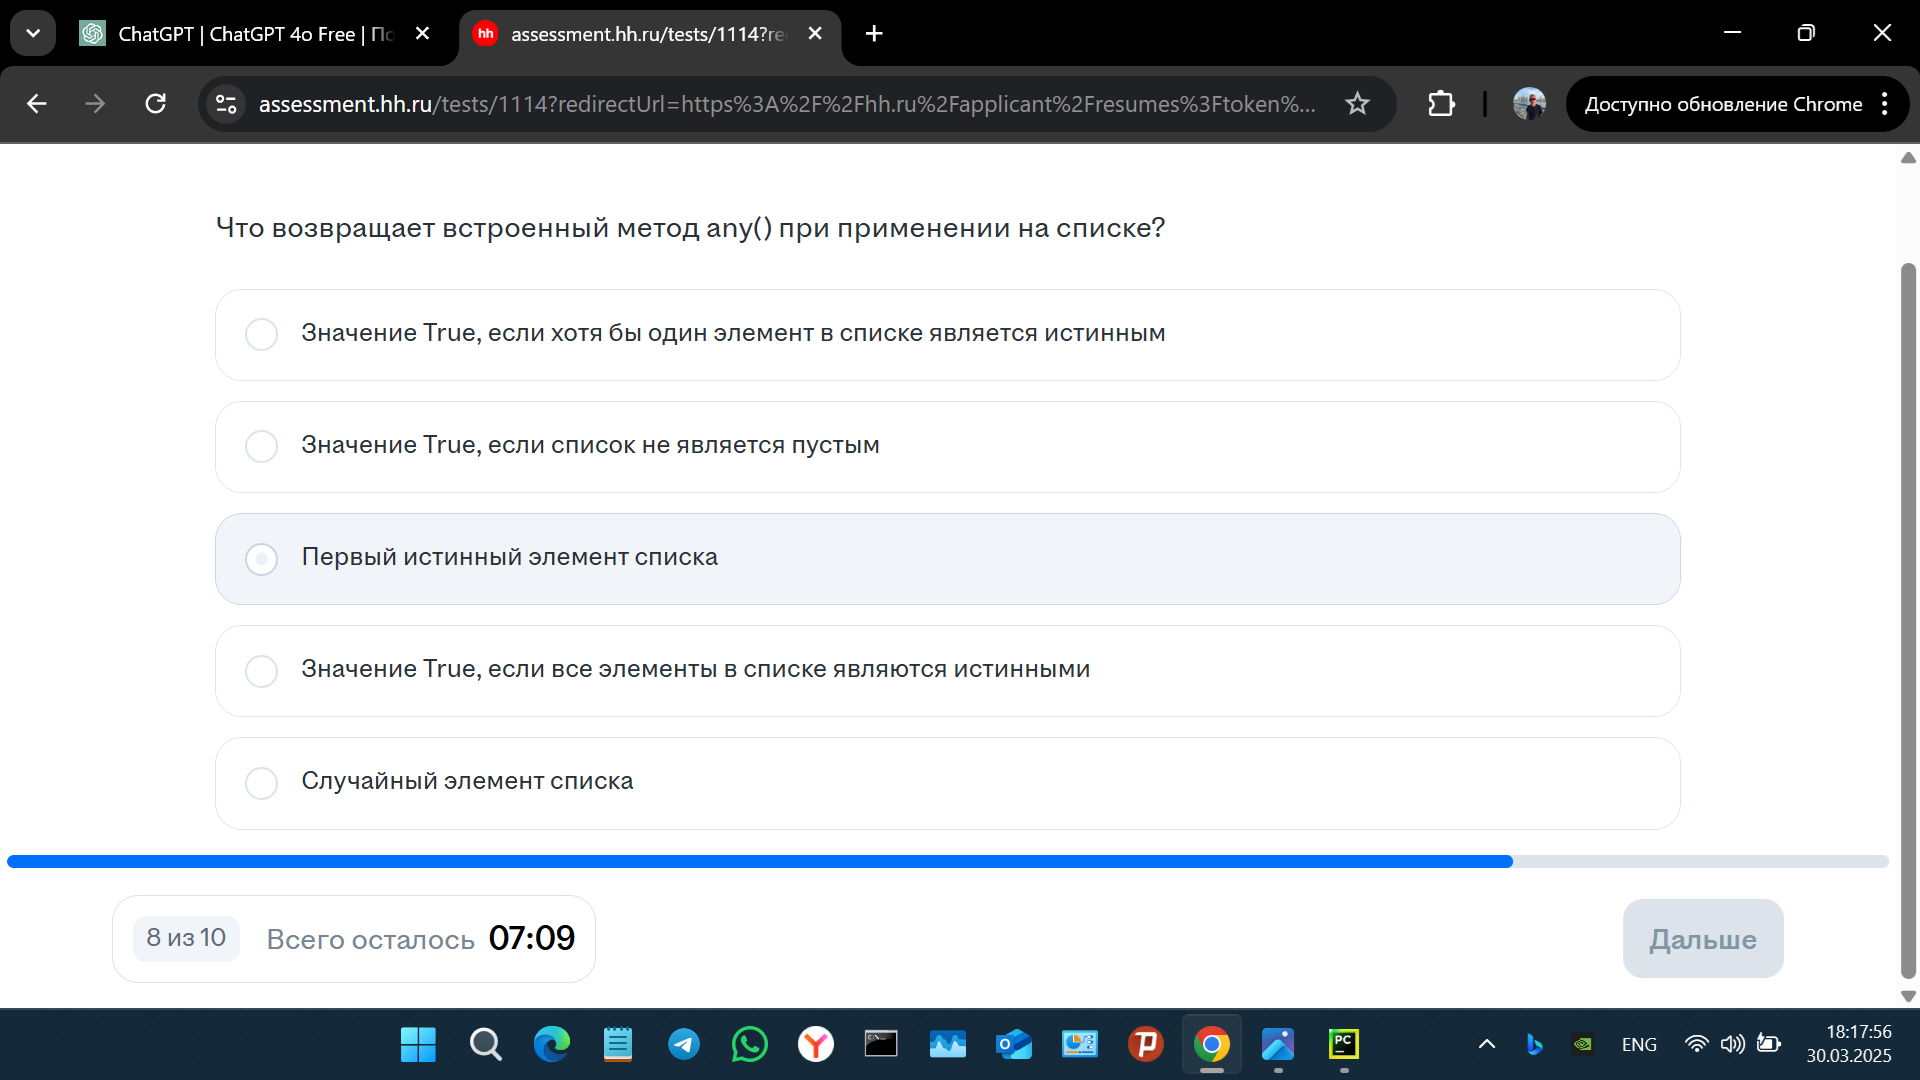 ChatGPT | ChatGPT 4o Free | По
hh
assessment.hh.ru/tests/1114?re
assessment.hh.ru/tests/1114?redirectUrl=https%3A%2F%2Fhh.ru%2Fapplicant%2Fresumes%3Ftoken%...
Доступно обновление Chrome
Что возвращает встроенный метод any() при применении на списке?
Значение True, если хотя бы один элемент в списке является истинным
Значение True, если список не является пустым
Первый истинный элемент списка
Значение True, если все элементы в списке являются истинными
Случайный элемент списка
8 из 10
Всего осталось 07:09
Дальше
PC
ENG
18:17:56
30.03.2025